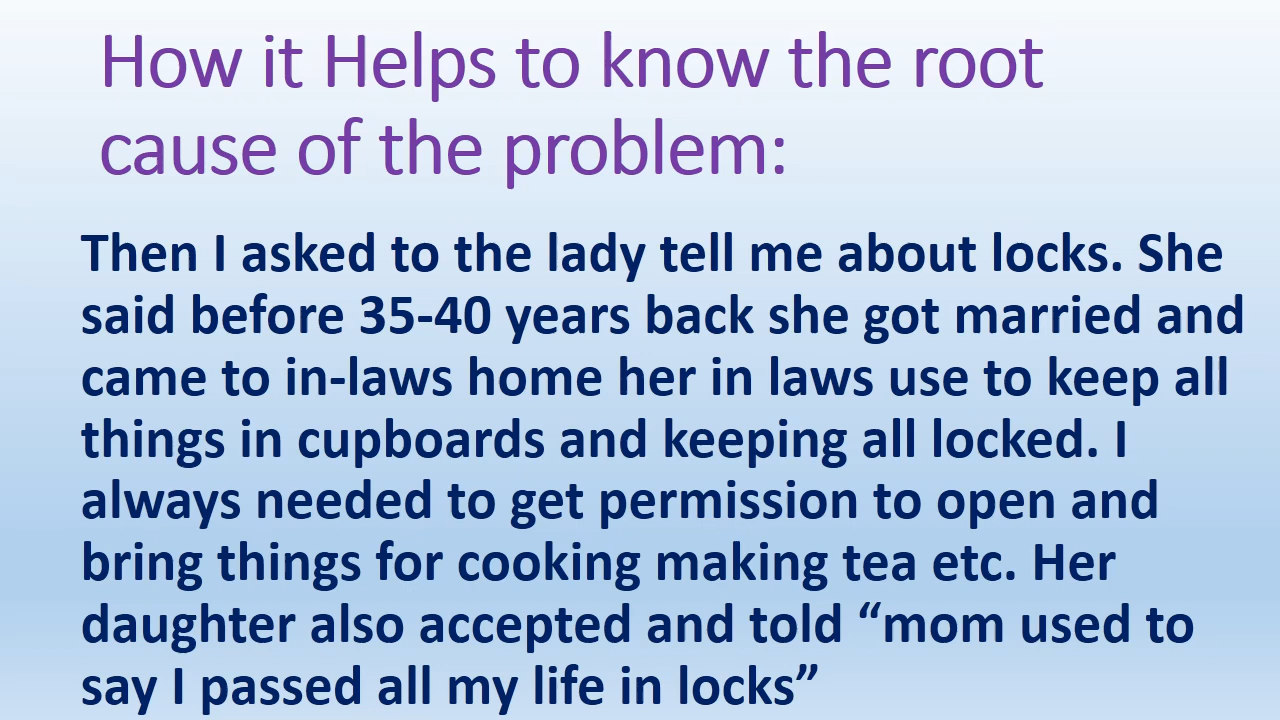 How it Helps to know the root
cause of the problem:
Then I asked to the lady tell me about locks. She
said before 35-40 years back she got married and
came to in-laws home her in laws use to keep all
things in cupboards and keeping all locked. I
always needed to get permission to open and
bring things for cooking making tea etc. Her
daughter also accepted and told “mom used to
say I passed all my life in locks”